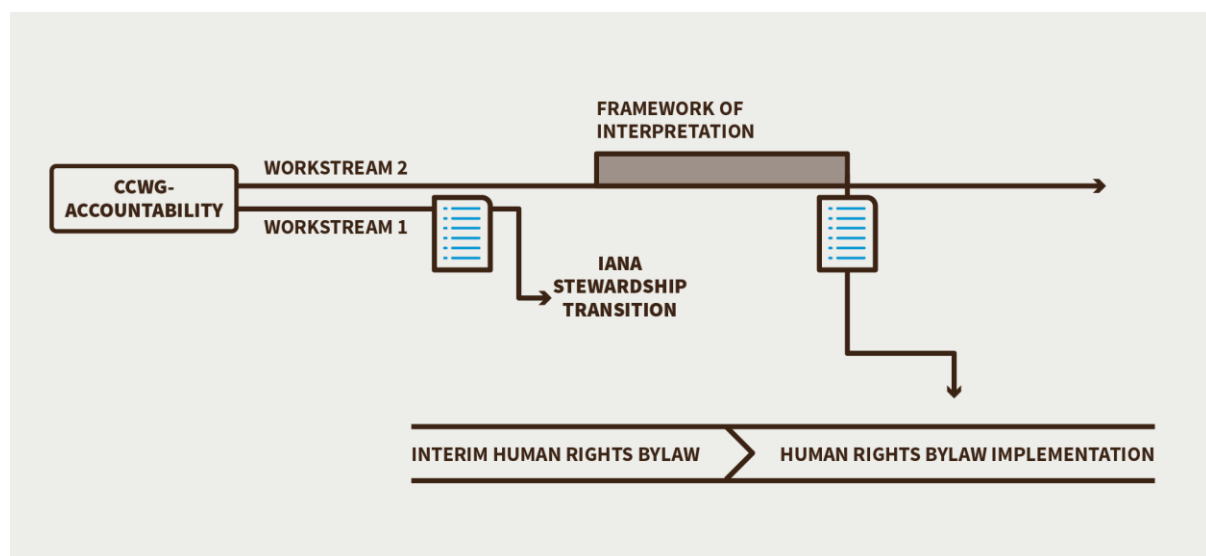 FRAMEWORK OF
INTERPRETATION
WORKSTREAM 2
CCWG-
ACCOUNTABILITY
WORKSTREAM 1
IANA
STEWARDSHIP
TRANSITION
INTERIM HUMAN RIGHTS BYLAW
HUMAN RIGHTS BYLAW IMPLEMENTATION